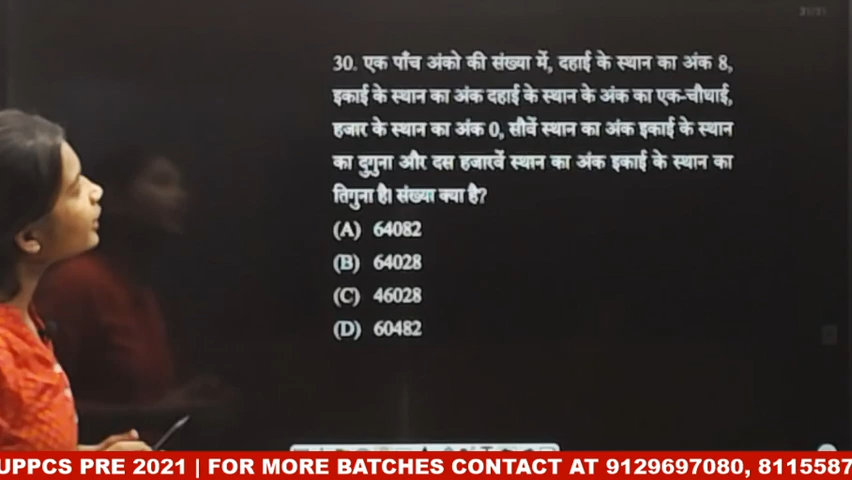 30. एक पाँच अंको की संख्या में, दहाई के स्थान का अंक 8,
इकाई के स्थान का अंक दहाई के स्थान के अंक का एक-चौथाई,
हजार के स्थान का अंक 0, सौवें स्थान का अंक इकाई के स्थान
का दुगुना और दस हजारवें स्थान का अंक इकाई के स्थान का
तिगुना है। संख्या क्या है?
(A) 64082
(B) 64028
(C) 46028
(D) 60482
UPPCS PRE 2021 | FOR MORE BATCHES CONTACT AT 9129697080, 8115587